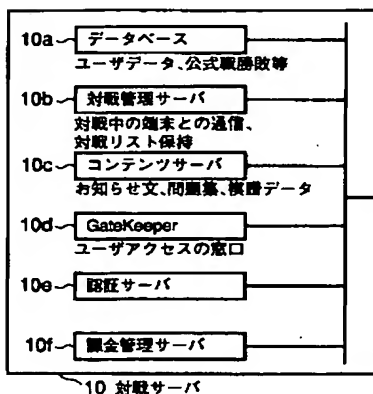 10a データベース
ユーザデータ、公式戦勝敗等
10b 対戦管理サーバ
対戦中の端末との通信、
対戦リスト保持
10c コンテンツサーバ
お知らせ文、問題集、棋譜データ
10d GateKeeper
ユーザアクセスの窓口
10e 認証サーバ
10f 課金管理サーバ
10 対戦サーバ